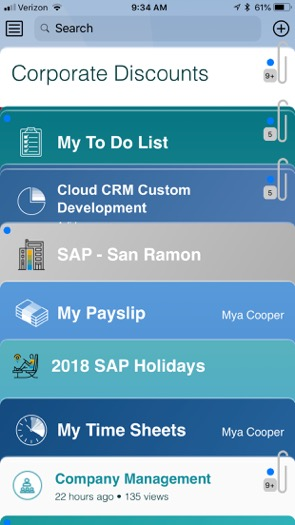 Verizon 9:34 AM 61%
Search
Corporate Discounts
9+
My To Do List
5
Cloud CRM Custom
Development
5
SAP - San Ramon
My Payslip Mya Cooper
2018 SAP Holidays
My Time Sheets Mya Cooper
Company Management
22 hours ago • 135 views
9+